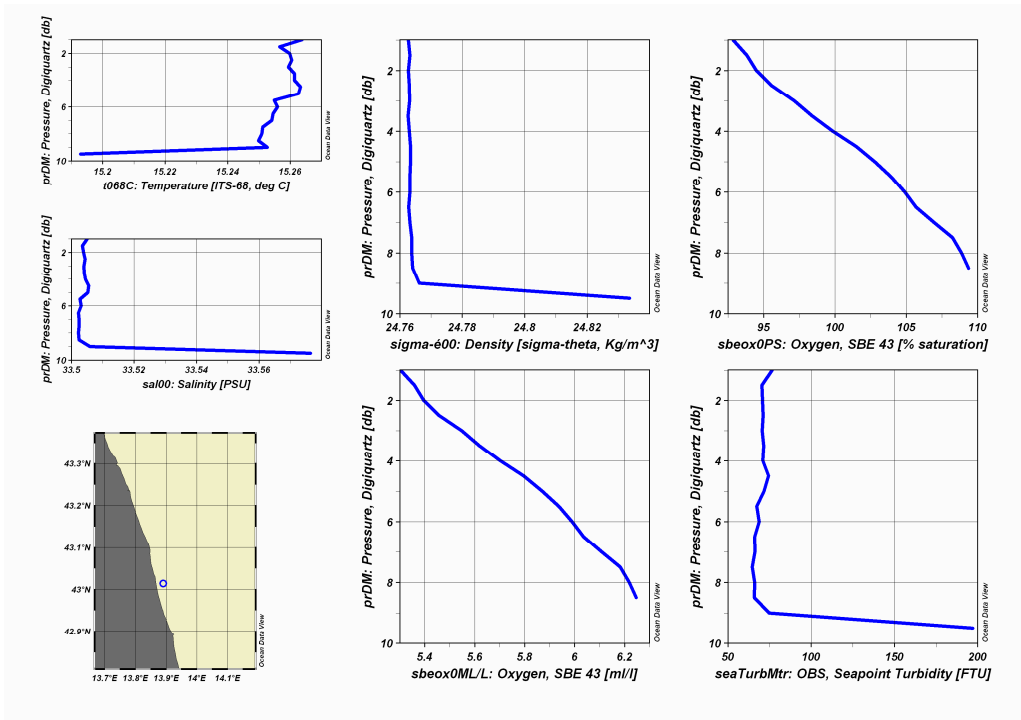 prDM: Pressure, Digiquartz [db]
2
6
10
15.2
15.22
15.24
15.26
t068C: Temperature [ITS-68, deg C]
Ocean Data View
prDM: Pressure, Digiquartz [db]
2
4
6
8
10
24.76
24.78
24.8
24.82
sigma-é00: Density [sigma-theta, Kg/m^3]
Ocean Data View
prDM: Pressure, Digiquartz [db]
2
4
6
8
10
95
100
105
110
sbeox0PS: Oxygen, SBE 43 [% saturation]
Ocean Data View
prDM: Pressure, Digiquartz [db]
2
6
10
33.5
33.52
33.54
33.56
sal00: Salinity [PSU]
Ocean Data View
43.3°N
43.2°N
43.1°N
43°N
42.9°N
13.7°E
13.8°E
13.9°E
14°E
14.1°E
Ocean Data View
prDM: Pressure, Digiquartz [db]
2
4
6
8
10
5.4
5.6
5.8
6
6.2
sbeox0ML/L: Oxygen, SBE 43 [ml/l]
Ocean Data View
prDM: Pressure, Digiquartz [db]
2
4
6
8
10
50
100
150
200
seaTurbMtr: OBS, Seapoint Turbidity [FTU]
Ocean Data View